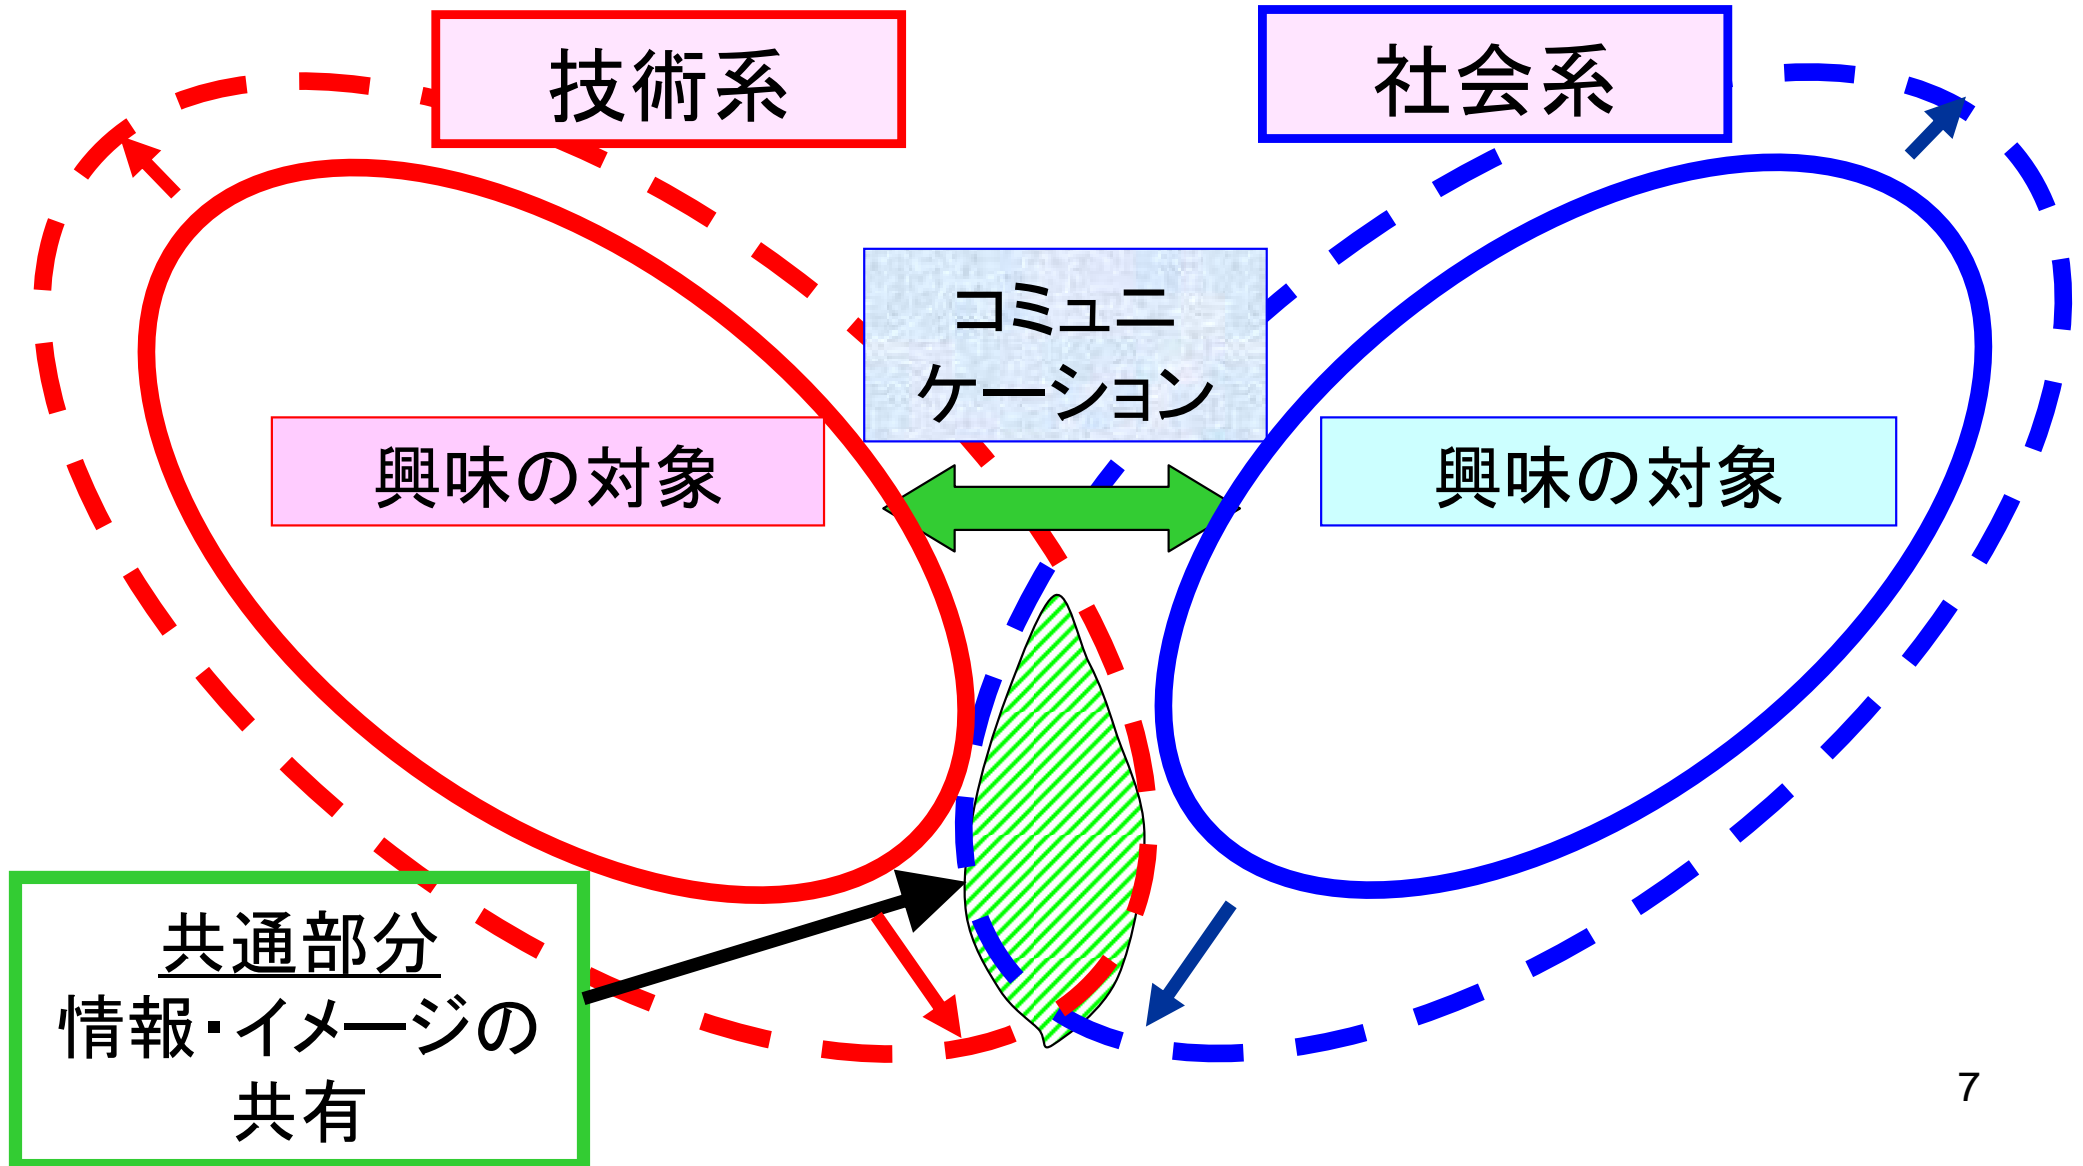 技術系
社会系
コミュニ
ケーション
興味の対象
興味の対象
共通部分
情報・イメージの
共有
7